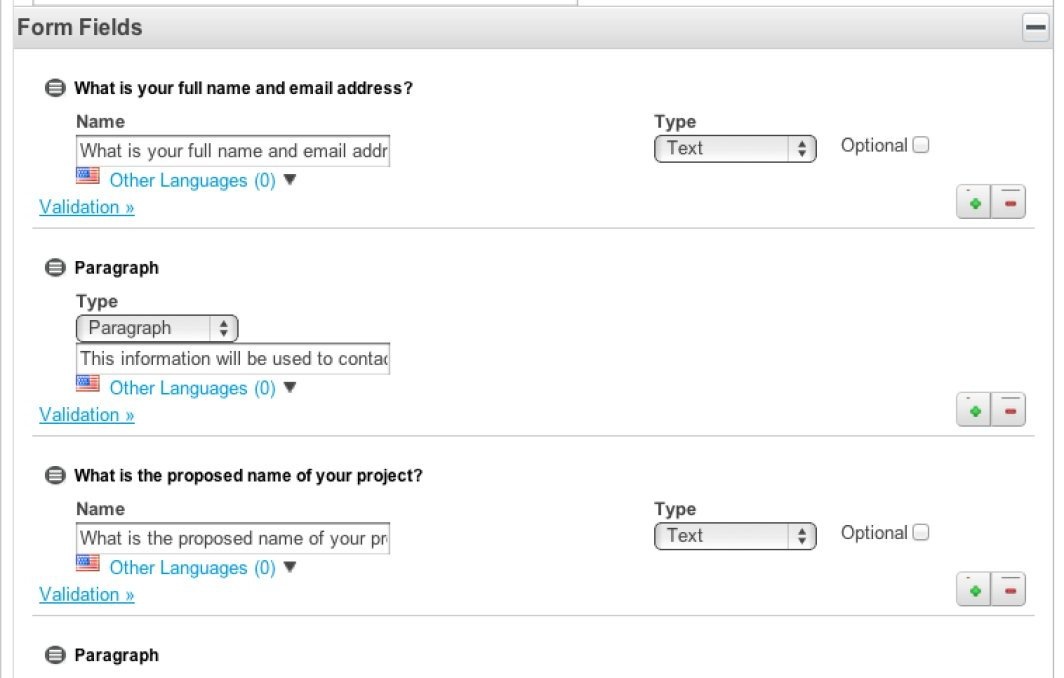 Form Fields
What is your full name and email address?
Name
Type
What is your full name and email addr
Text
Optional
Other Languages (0)
Validation »
Paragraph
Type
Paragraph
This information will be used to contac
Other Languages (0)
Validation »
What is the proposed name of your project?
Name
Type
What is the proposed name of your pr
Text
Optional
Other Languages (0)
Validation »
Paragraph